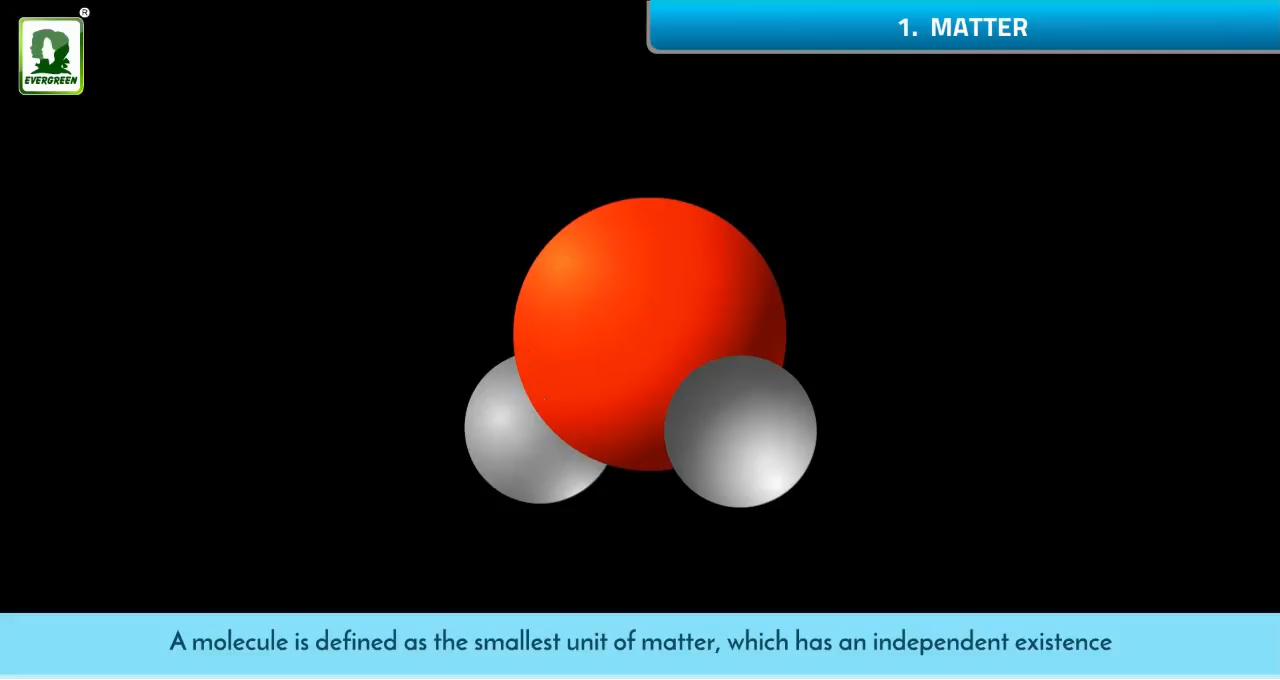 ®
EVERGREEN
1. MATTER
A molecule is defined as the smallest unit of matter, which has an independent existence